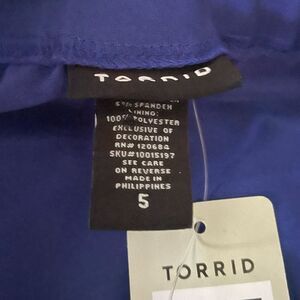 TORRID
SPANDEX
LINING:
100% POLYESTER
EXCLUSIVE OF
DECORATION
RN# 120684
SKU# 10015197
SEE CARE
ON REVERSE
MADE IN
PHILIPPINES
5
TORRID